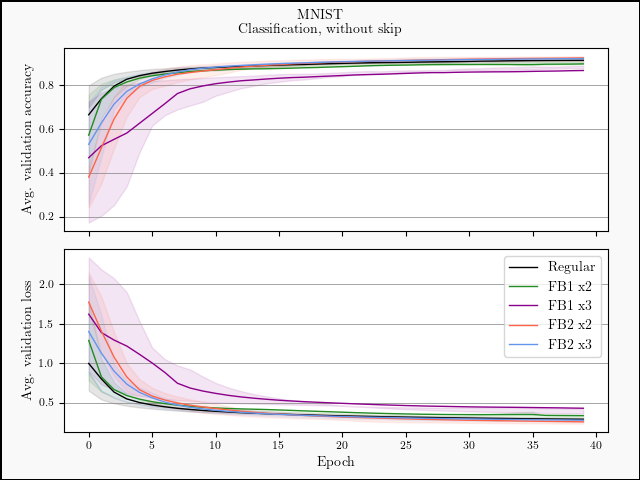 MNIST
Classification, without skip
Avg. validation accuracy
0.8
0.6
0.4
0.2
Avg. validation loss
2.0
1.5
1.0
0.5
Regular
FB1 x2
FB1 x3
FB2 x2
FB2 x3
0 5 10 15 20 25 30 35 40
Epoch